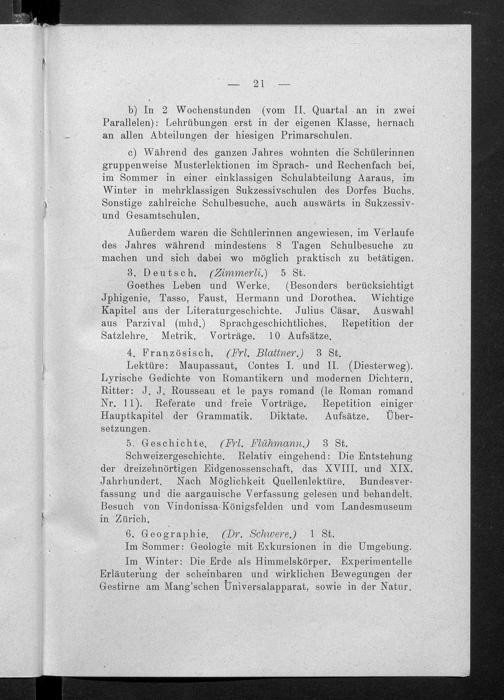 — 21 —
b) In 2 Wochenstunden (vom II. Quartal an in zwei
Parallelen): Lehrübungen erst in der eigenen Klasse, hernach
an allen Abteilungen der hiesigen Primarschulen.
c) Während des ganzen Jahres wohnten die Schülerinnen
gruppenweise Musterlektionen im Sprach- und Rechenfach bei,
im Sommer in einer einklassigen Schulabteilung Aaraus, im
Winter in mehrklassigen Sukzessivschulen des Dorfes Buchs.
Sonstige zahlreiche Schulbesuche, auch auswärts in Sukzessiv-
und Gesamtschulen.
Außerdem waren die Schülerinnen angewiesen, im Verlaufe
des Jahres während mindestens 8 Tagen Schulbesuche zu
machen und sich dabei wo möglich praktisch zu betätigen.
3. Deutsch. (Zimmerli.) 5 St.
Goethes Leben und Werke. (Besonders berücksichtigt
Jphigenie, Tasso, Faust, Hermann und Dorothea. Wichtige
Kapitel aus der Literaturgeschichte. Julius Cäsar. Auswahl
aus Parzival (mhd.) Sprachgeschichtliches. Repetition der
Satzlehre. Metrik. Vorträge. 10 Aufsätze.
4. Französisch. (Frl. Blattner.) 3 St.
Lektüre: Maupassaut, Contes I. und II. (Diesterweg).
Lyrische Gedichte von Romantikern und modernen Dichtern.
Ritter: J. J. Rousseau et le pays romand (le Roman romand
Nr. 11). Referate und freie Vorträge. Repetition einiger
Hauptkapitel der Grammatik. Diktate. Aufsätze. Über-
setzungen.
5. Geschichte. (Frl. Flühmann.) 3 St.
Schweizergeschichte. Relativ eingehend: Die Entstehung
der dreizehnörtigen Eidgenossenschaft, das XVIII. und XIX.
Jahrhundert. Nach Möglichkeit Quellenlektüre. Bundesver-
fassung und die aargauische Verfassung gelesen und behandelt.
Besuch von Vindonissa-Königsfelden und vom Landesmuseum
in Zürich.
6. Geographie. (Dr. Schwere.) 1 St.
Im Sommer: Geologie mit Exkursionen in die Umgebung.
Im Winter: Die Erde als Himmelskörper. Experimentelle
Erläuterung der scheinbaren und wirklichen Bewegungen der
Gestirne am Mang'schen Universalapparat, sowie in der Natur.